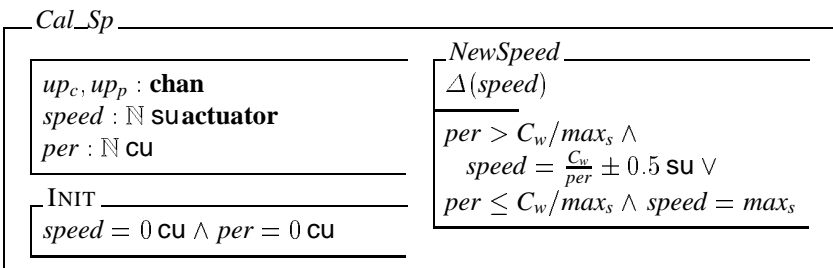 Cal_Sp
up_c, up_p : chan
speed : ℕ su actuator
per : ℕ cu
INIT
speed = 0 cu ∧ per = 0 cu
NewSpeed
Δ(speed)
per > C_w/max_s ∧
speed = C_w/per ± 0.5 su ∨
per ≤ C_w/max_s ∧ speed = max_s